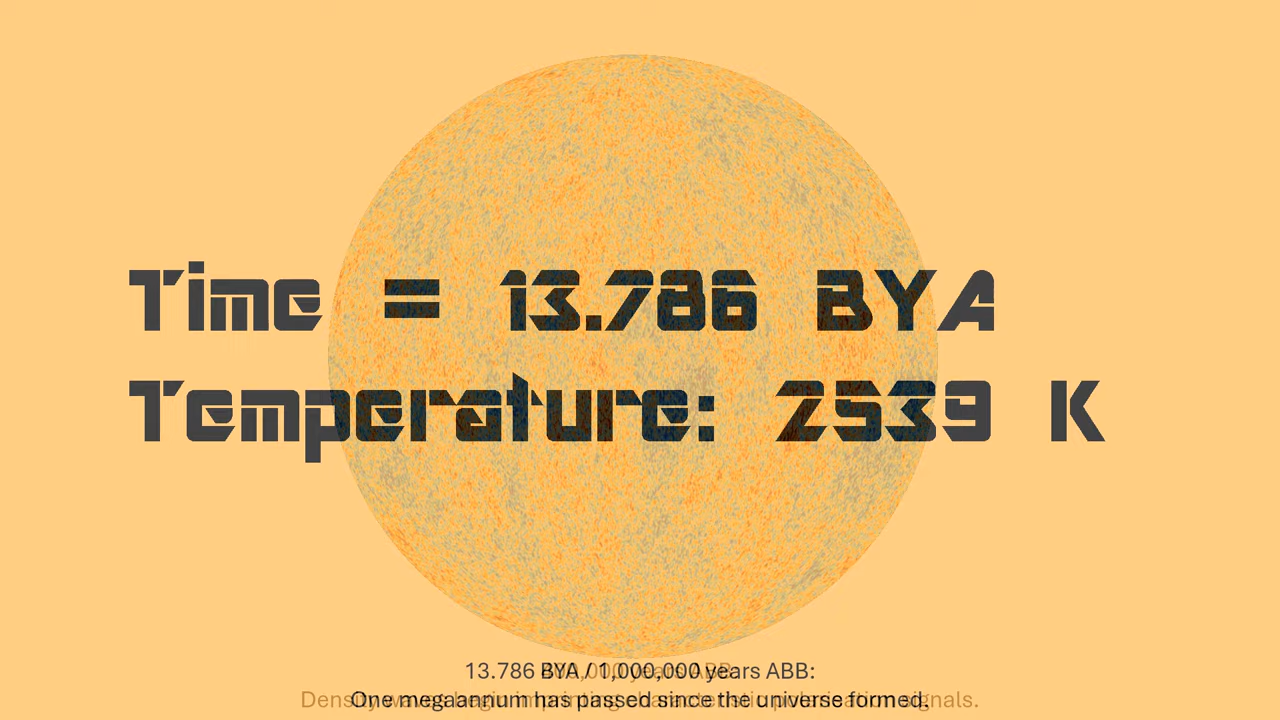 Time = 13.786 BYA
Temperature: 2539 K
13.786 BYA / 1,000,000 years ABB:
One megaannum has passed since the universe formed.